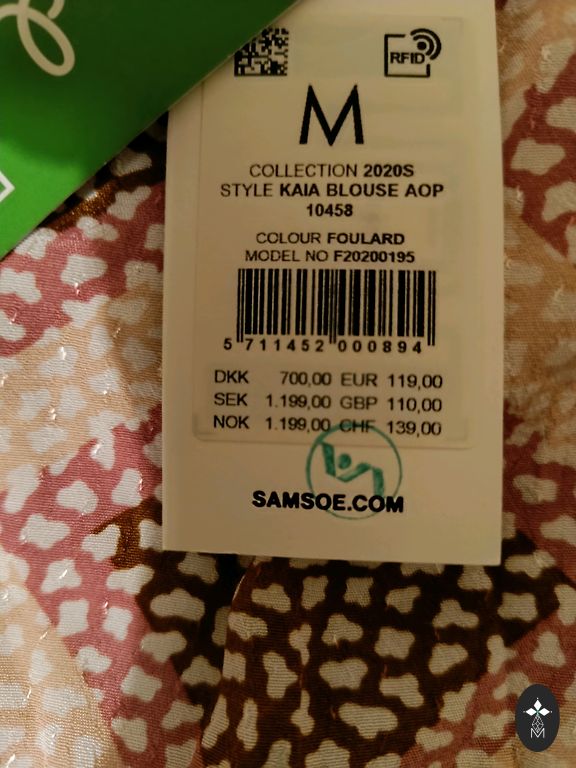 RFID
M
COLLECTION 2020S
STYLE KAIA BLOUSE AOP
10458
COLOUR FOULARD
MODEL NO F20200195
5 711452 000894
DKK 700,00 EUR 119,00
SEK 1.199,00 GBP 110,00
NOK 1.199,00 CHF 139,00
SAMSOE.COM
M